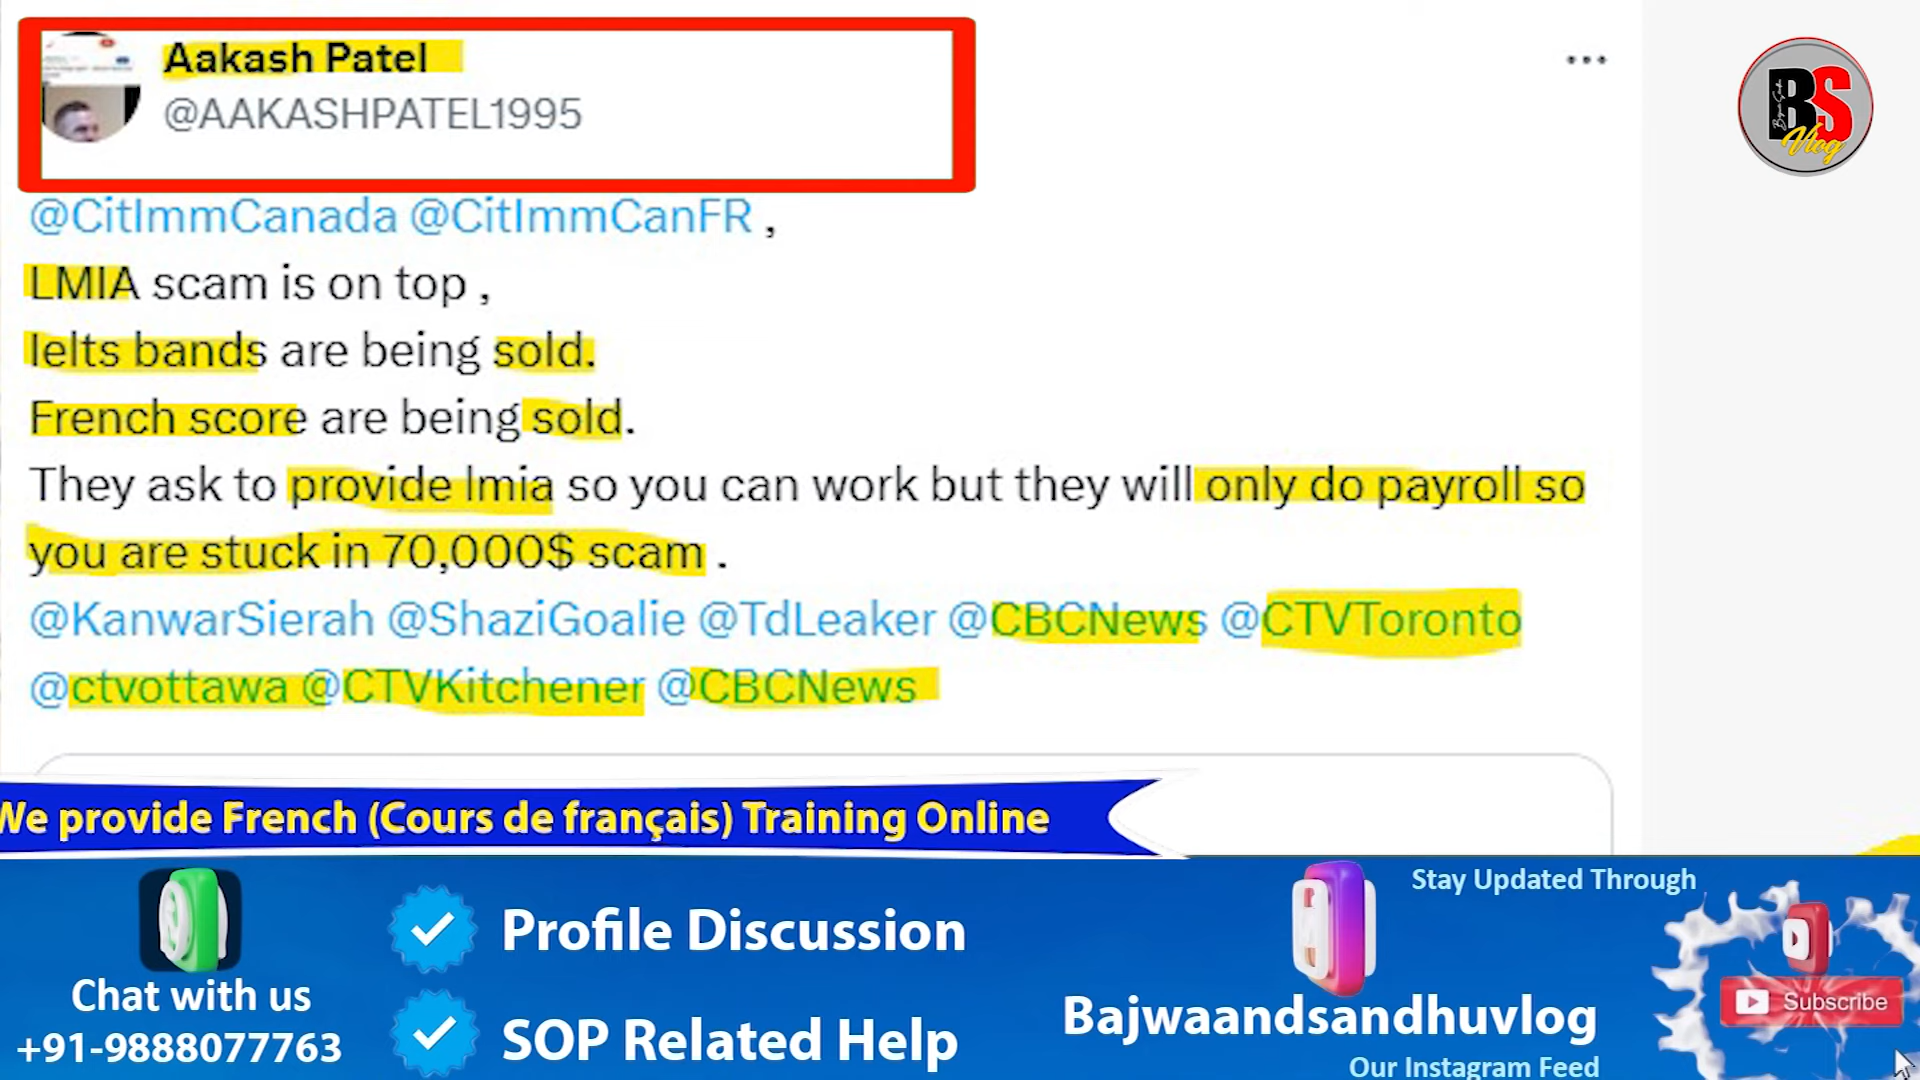 Aakash Patel
@AAKASHPATEL1995
BS
Vlog
@CitImmCanada @CitImmCanFR ,
LMIA scam is on top ,
Ielts bands are being sold.
French score are being sold.
They ask to provide lmia so you can work but they will only do payroll so
you are stuck in 70,000$ scam .
@KanwarSierah @ShaziGoalie @TdLeaker @CBCNews @CTVToronto
@ctvottawa @CTVKitchener @CBCNews
We provide French (Cours de français) Training Online
Chat with us
+91-9888077763
Profile Discussion
SOP Related Help
Stay Updated Through
Bajwaandsandhuvlog
Our Instagram Feed
Subscribe